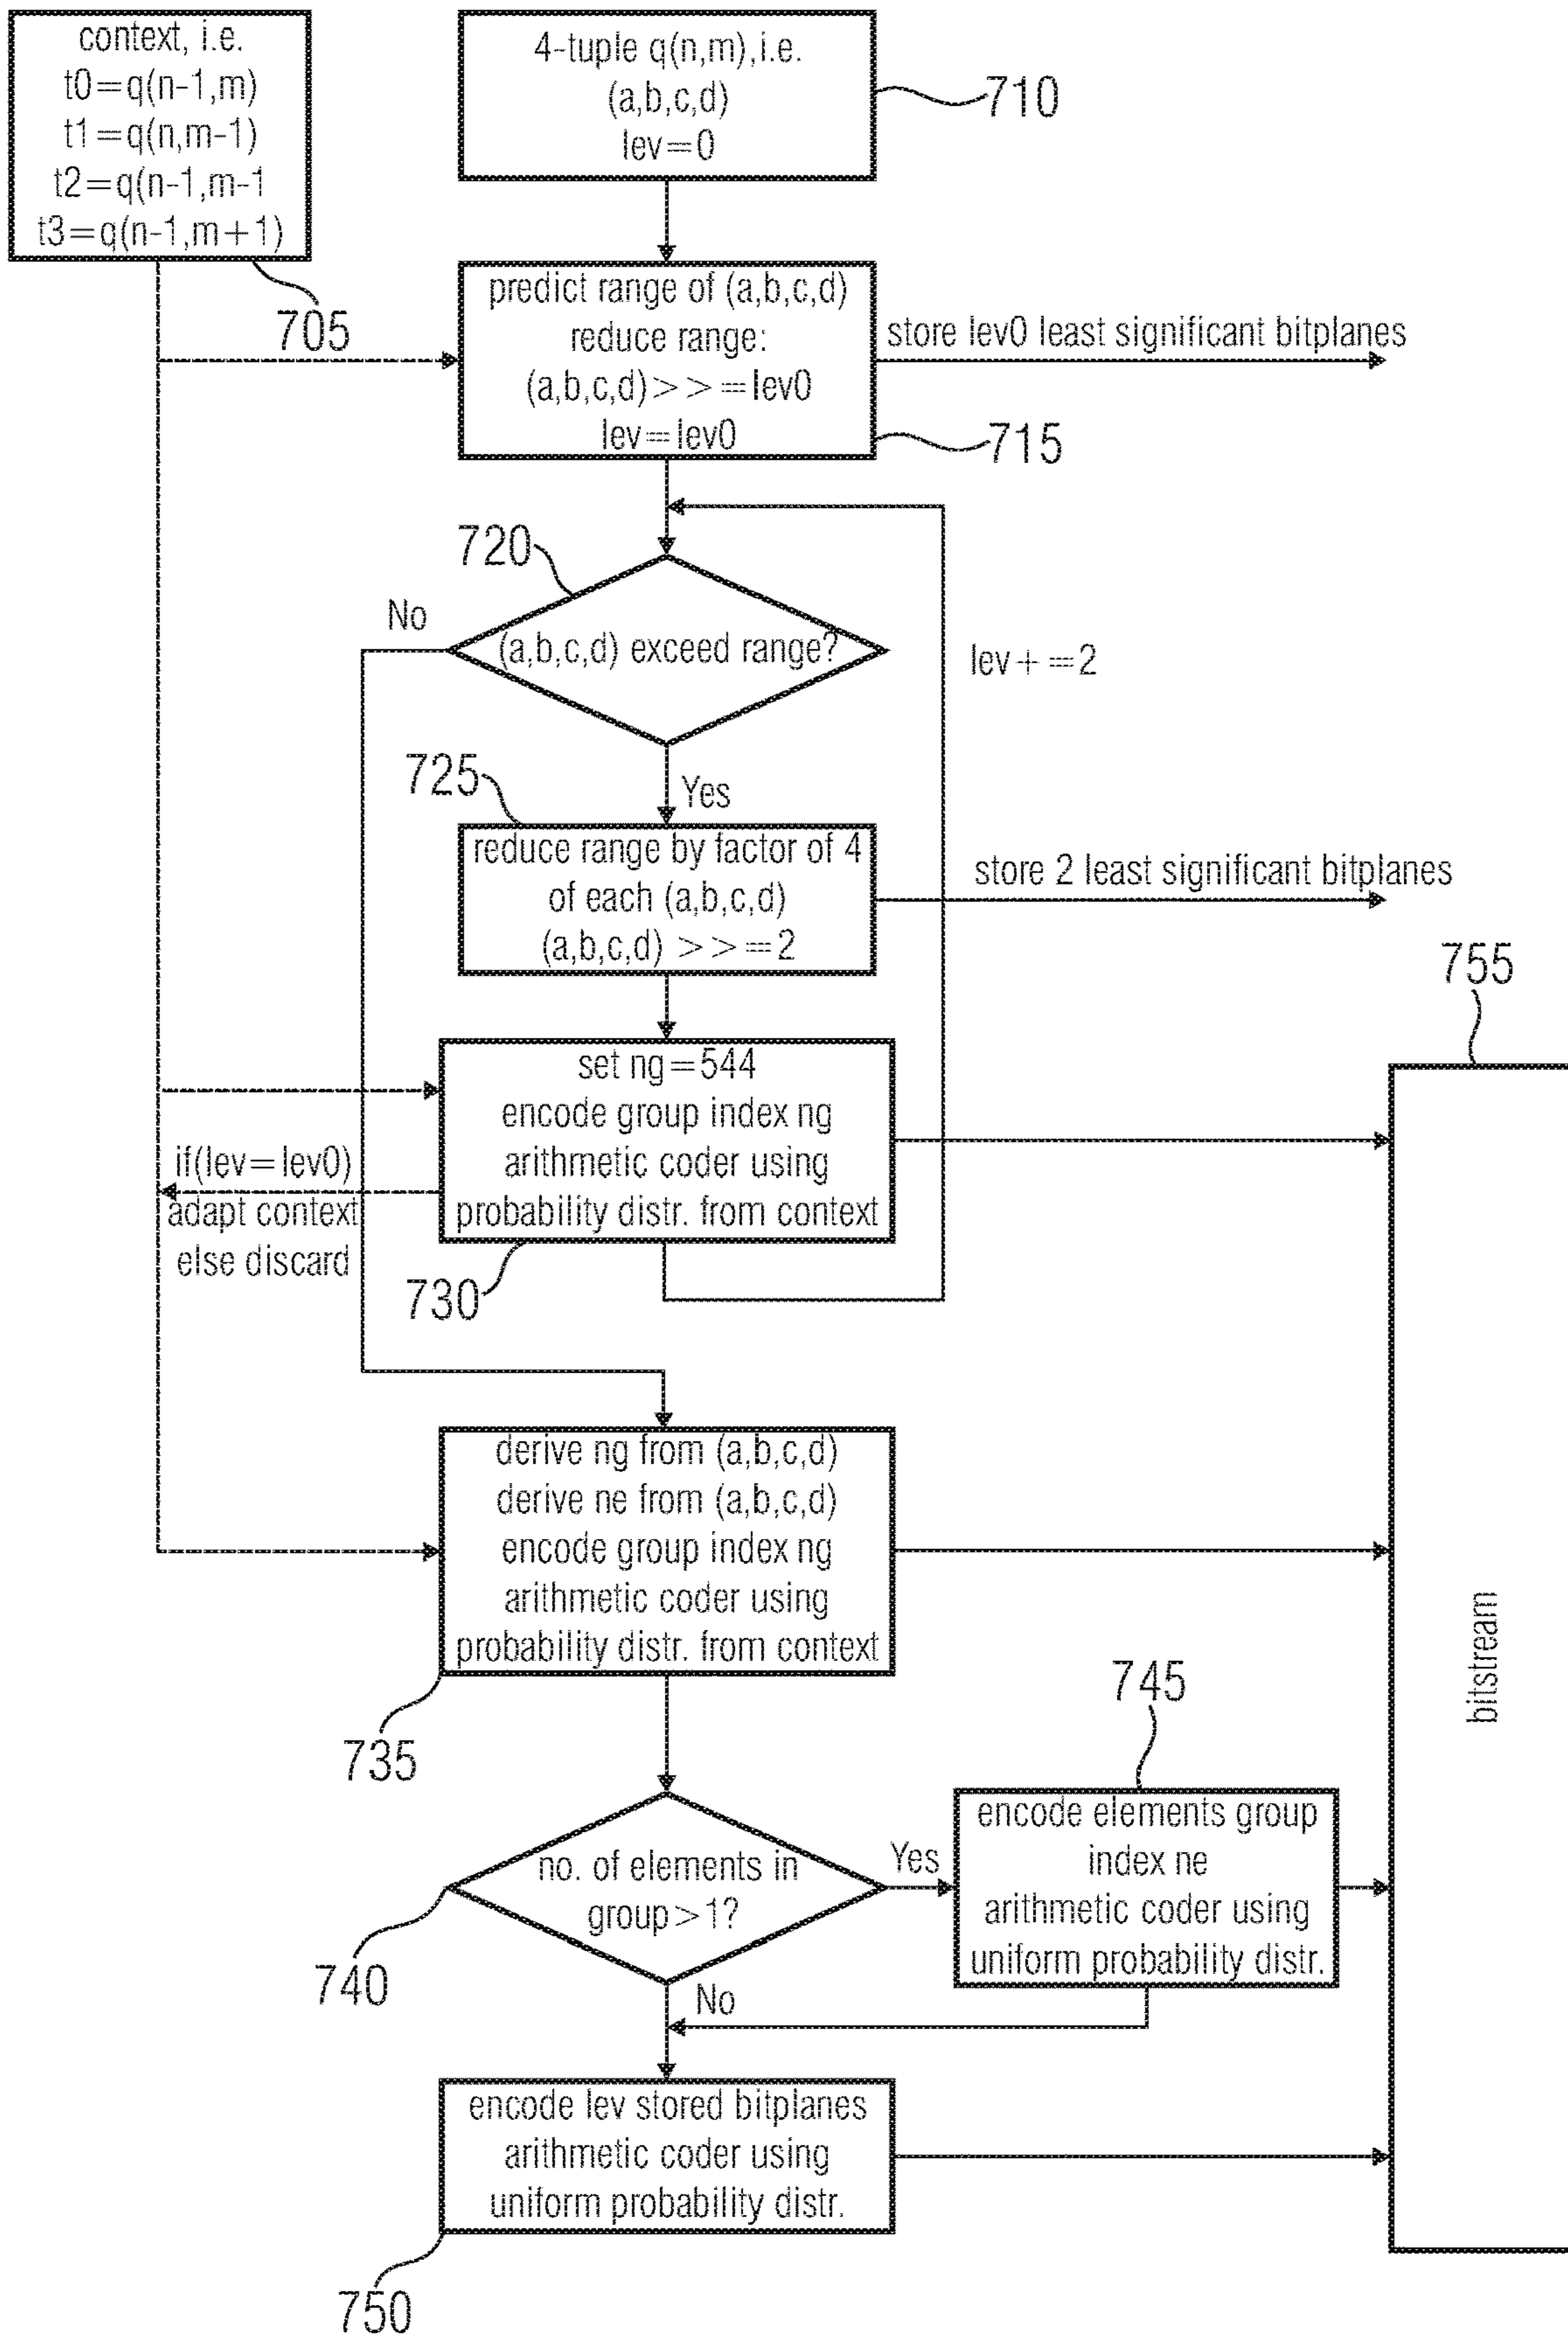 context, i.e.
t0=q(n-1,m)
t1=q(n,m-1)
t2=q(n-1,m-1
t3=q(n-1,m+1)
705
4-tuple q(n,m),i.e.
(a,b,c,d)
lev=0
710
predict range of (a,b,c,d)
reduce range:
(a,b,c,d)>>=lev0
lev=lev0
715
store lev0 least significant bitplanes
720
No
(a,b,c,d) exceed range?
lev+=2
725
Yes
reduce range by factor of 4
of each (a,b,c,d)
(a,b,c,d) >>=2
store 2 least significant bitplanes
755
set ng=544
encode group index ng
arithmetic coder using
probability distr. from context
if(lev=lev0)
adapt context
else discard
730
derive ng from (a,b,c,d)
derive ne from (a,b,c,d)
encode group index ng
arithmetic coder using
probability distr. from context
735
bitstream
745
no. of elements in
group>1?
Yes
740
No
encode elements group
index ne
arithmetic coder using
uniform probability distr.
encode lev stored bitplanes
arithmetic coder using
uniform probability distr.
750